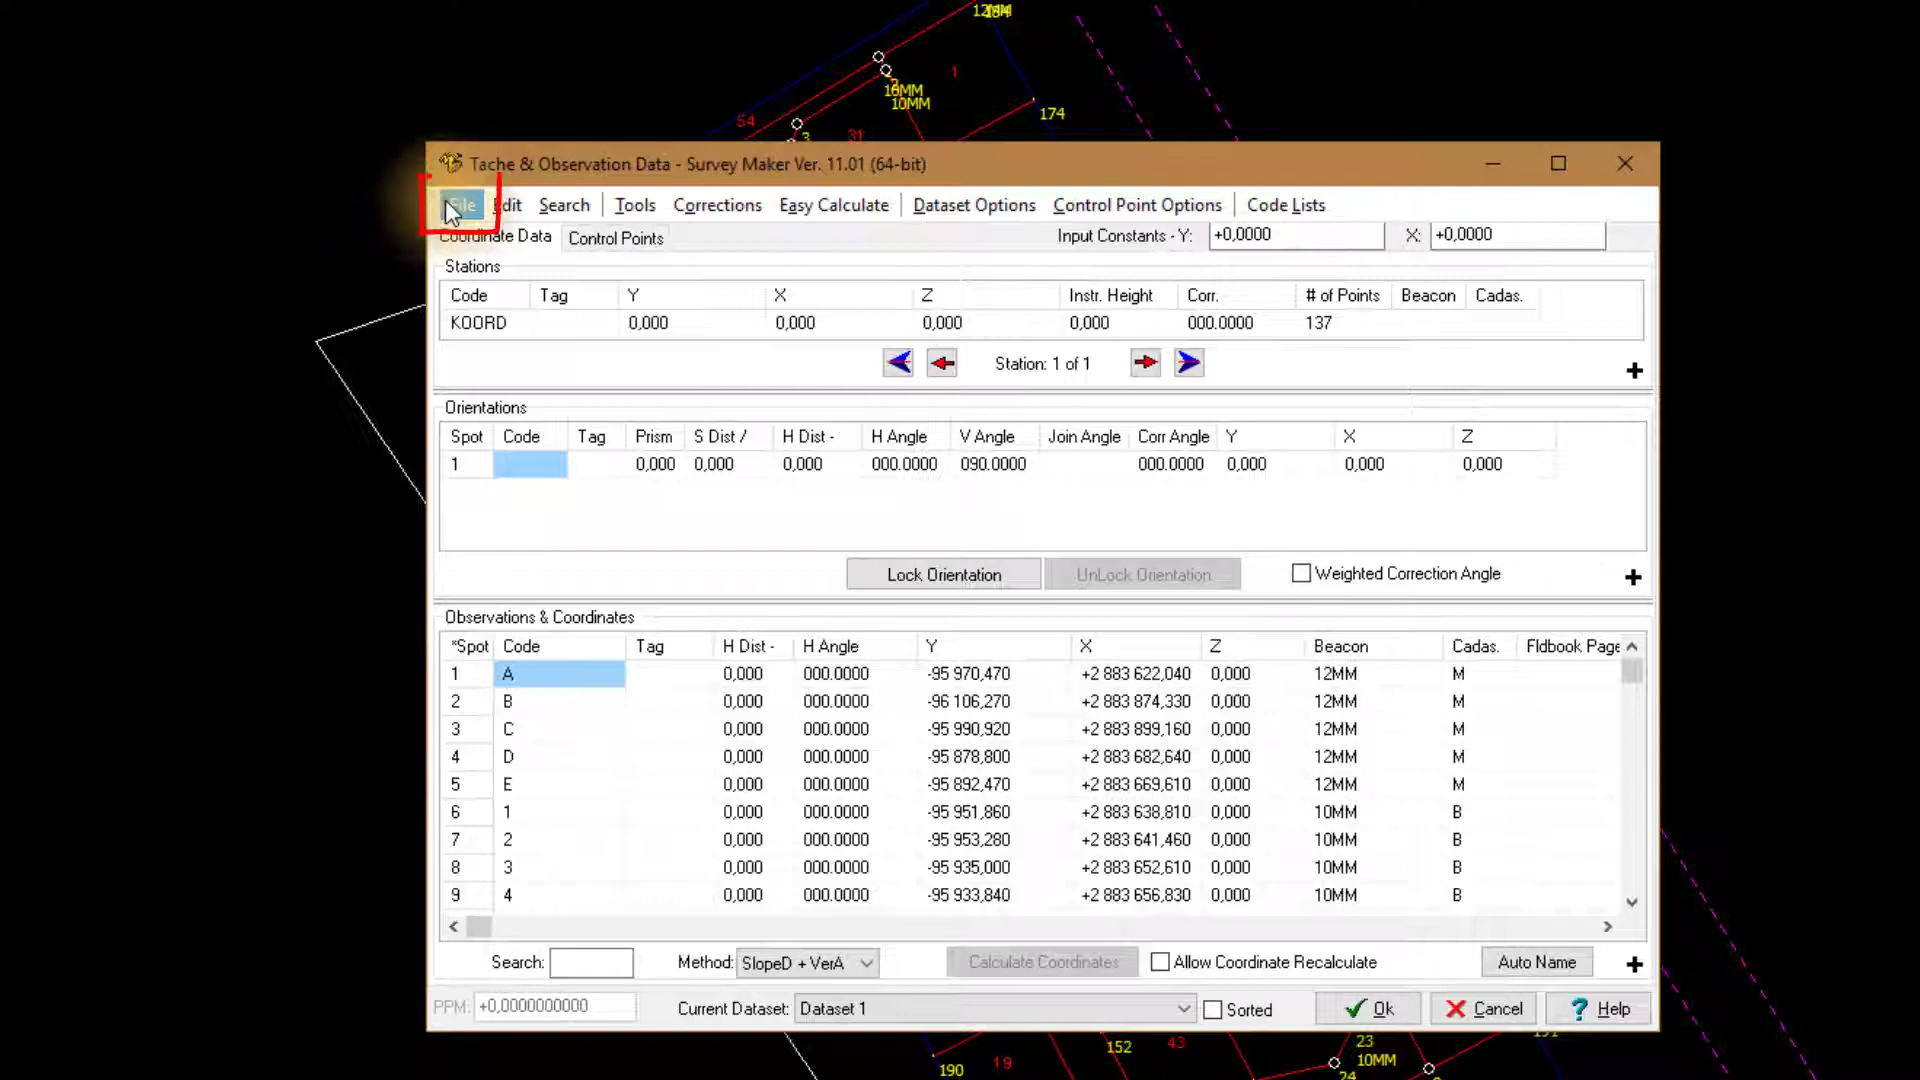 12MM
184
1
10MM
10MM
174
54
31
3
Tache & Observation Data - Survey Maker Ver. 11.01 (64-bit)
File Edit Search Tools Corrections Easy Calculate Dataset Options Control Point Options Code Lists
Coordinate Data Control Points Input Constants - Y: +0,0000 X: +0,0000
Stations
Code Tag Y X Z Instr. Height Corr. # of Points Beacon Cadas.
KOORD 0,000 0,000 0,000 0,000 000.0000 137
Station: 1 of 1
Orientations
Spot Code Tag Prism S Dist / H Dist - H Angle V Angle Join Angle Corr Angle Y X Z
1 0,000 0,000 0,000 000.0000 090.0000 000.0000 0,000 0,000 0,000
Lock Orientation UnLock Orientation Weighted Correction Angle
Observations & Coordinates
*Spot Code Tag H Dist - H Angle Y X Z Beacon Cadas. Fldbook Page
1 A 0,000 000.0000 -95 970,470 +2 883 622,040 0,000 12MM M
2 B 0,000 000.0000 -96 106,270 +2 883 874,330 0,000 12MM M
3 C 0,000 000.0000 -95 990,920 +2 883 899,160 0,000 12MM M
4 D 0,000 000.0000 -95 878,800 +2 883 682,640 0,000 12MM M
5 E 0,000 000.0000 -95 892,470 +2 883 669,610 0,000 12MM M
6 1 0,000 000.0000 -95 951,860 +2 883 638,810 0,000 10MM B
7 2 0,000 000.0000 -95 953,280 +2 883 641,460 0,000 10MM B
8 3 0,000 000.0000 -95 935,000 +2 883 652,610 0,000 10MM B
9 4 0,000 000.0000 -95 933,840 +2 883 656,830 0,000 10MM B
Search: Method: SlopeD + VerA Calculate Coordinates Allow Coordinate Recalculate Auto Name
PPM: +0,0000000000 Current Dataset: Dataset 1 Sorted Ok Cancel Help
152
43
23
10MM
190
19
24